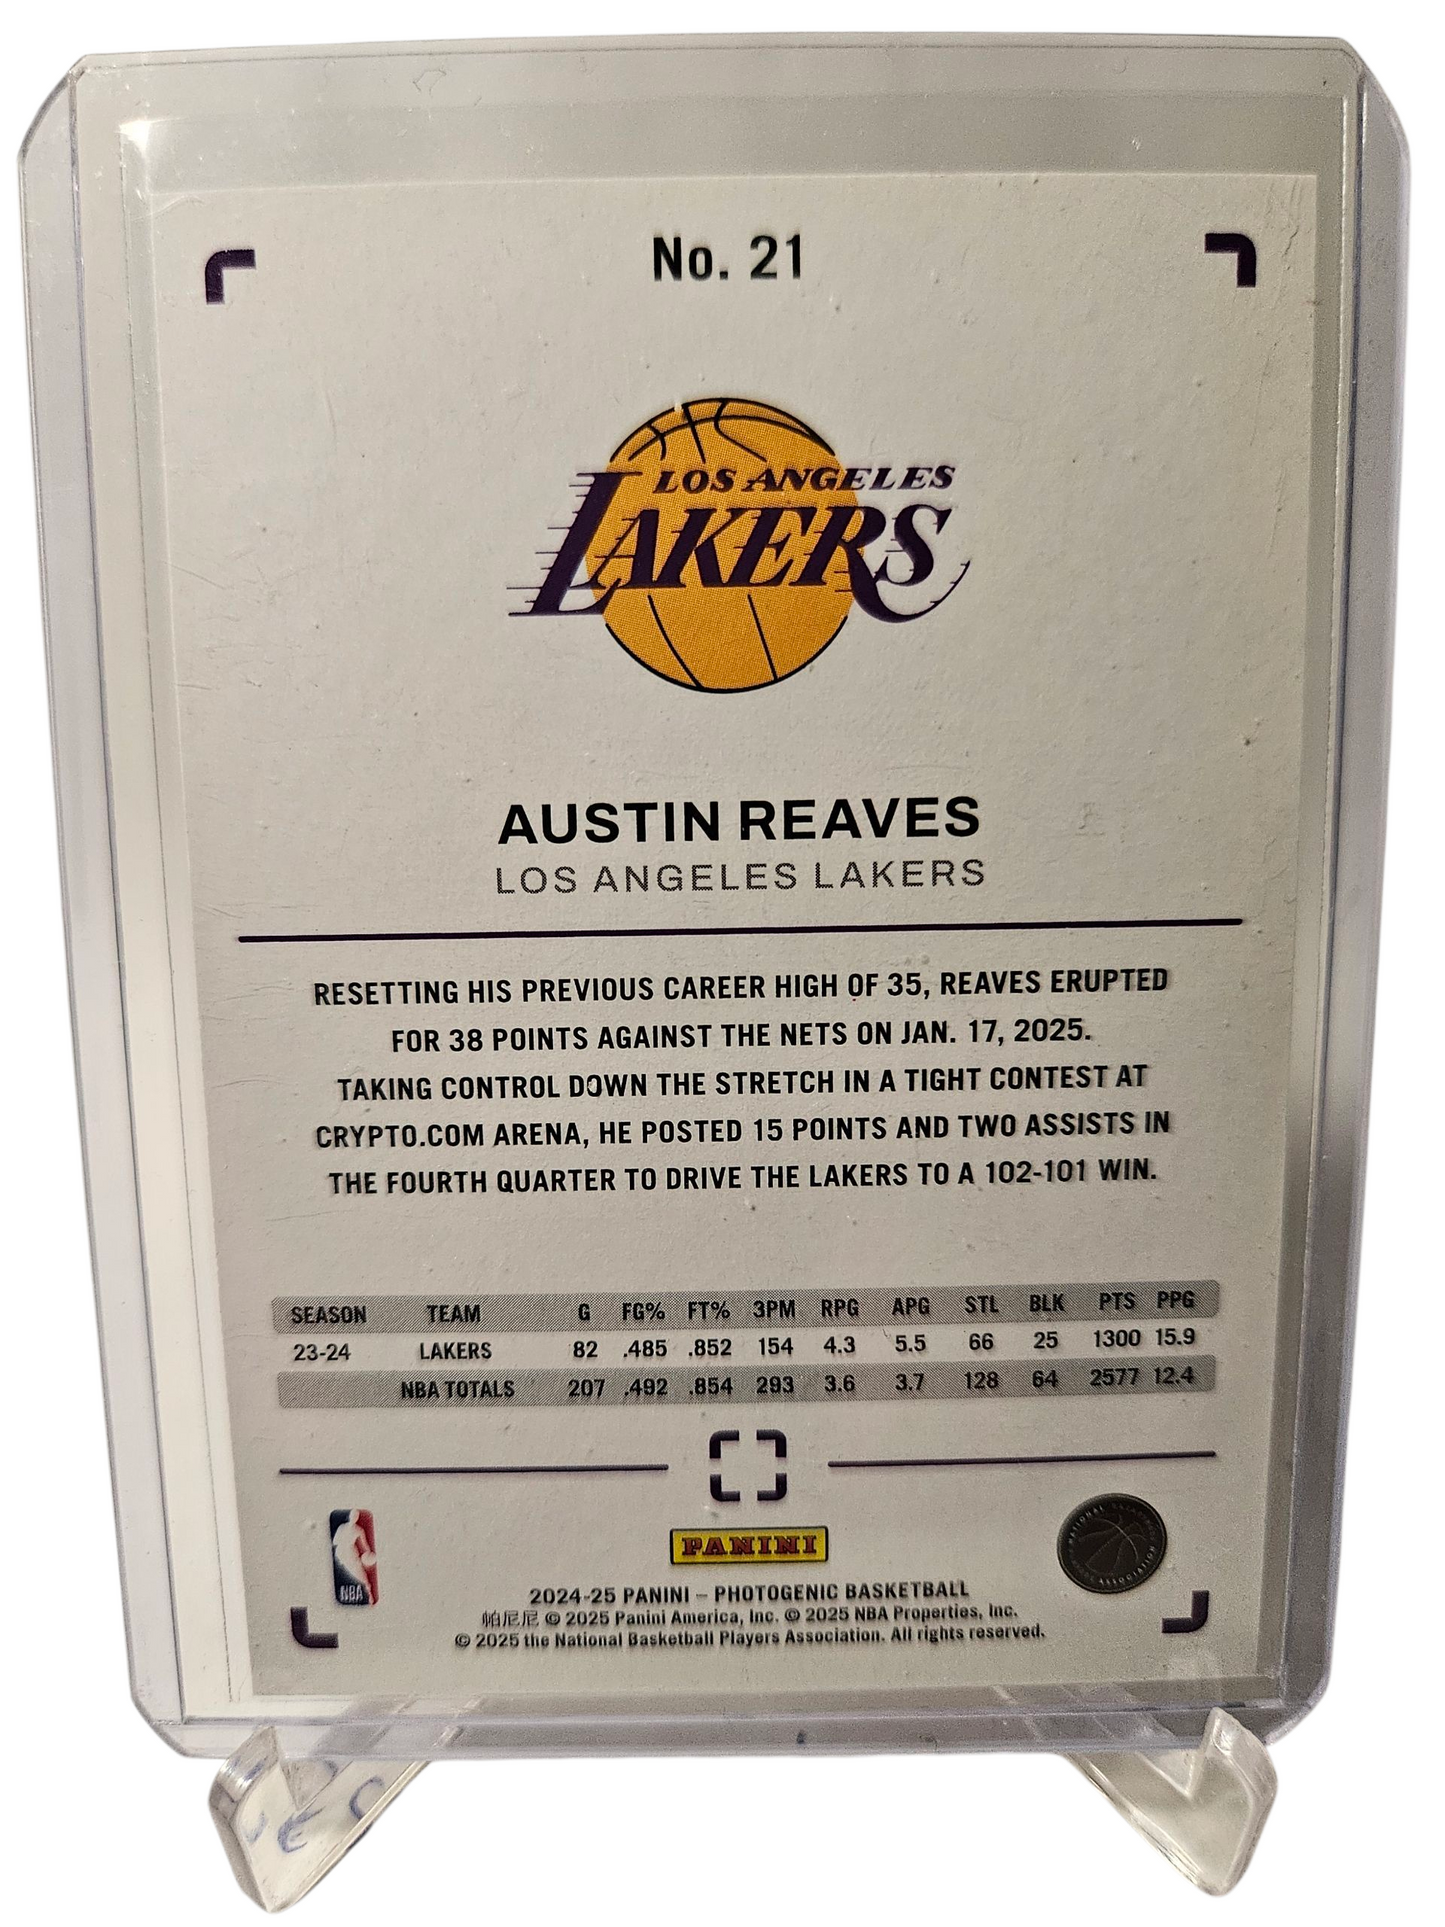 No. 21
LOS ANGELES
LAKERS
AUSTIN REAVES
LOS ANGELES LAKERS
RESETTING HIS PREVIOUS CAREER HIGH OF 35, REAVES ERUPTED
FOR 38 POINTS AGAINST THE NETS ON JAN. 17, 2025.
TAKING CONTROL DOWN THE STRETCH IN A TIGHT CONTEST AT
CRYPTO.COM ARENA, HE POSTED 15 POINTS AND TWO ASSISTS IN
THE FOURTH QUARTER TO DRIVE THE LAKERS TO A 102-101 WIN.
SEASON TEAM G FG% FT% 3PM RPG APG STL BLK PTS PPG
23-24 LAKERS 82 .485 .852 154 4.3 5.5 66 25 1300 15.9
NBA TOTALS 207 .492 .854 293 3.6 3.7 128 64 2577 12.4
NBA
PANINI
2024-25 PANINI – PHOTOGENIC BASKETBALL
帕尼尼 © 2025 Panini America, Inc. © 2025 NBA Properties, Inc.
© 2025 the National Basketball Players Association. All rights reserved.